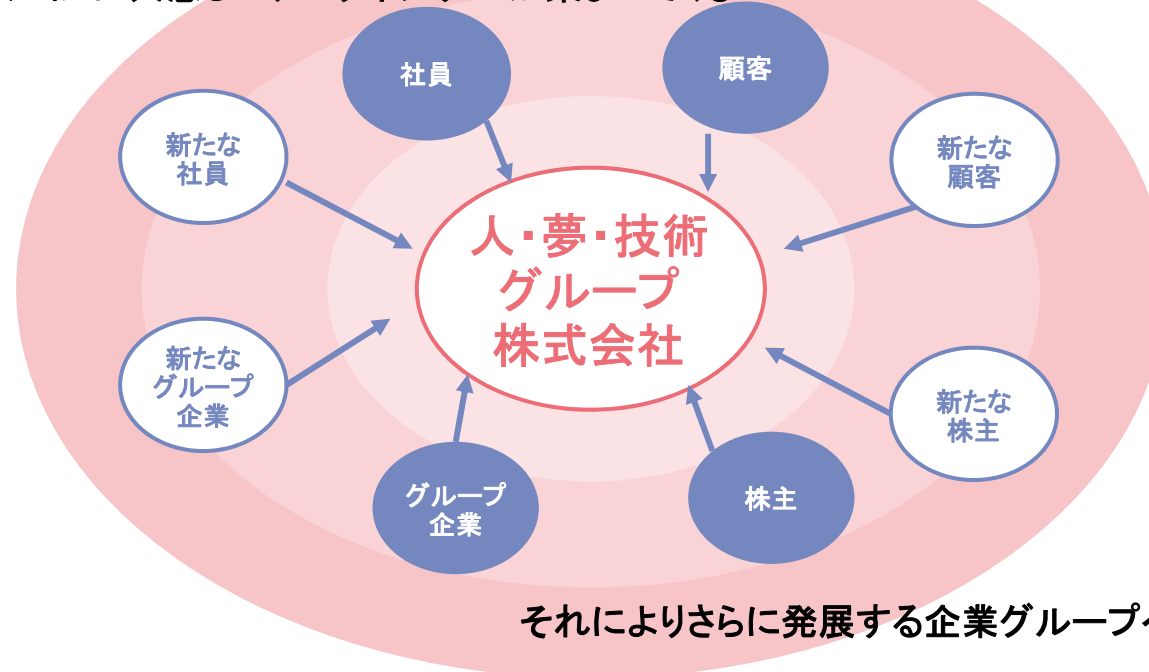 社員
顧客
新たな
社員
新たな
顧客
人・夢・技術
グループ
株式会社
新たな
グループ
企業
新たな
株主
グループ
企業
株主
それによりさらに発展する企業グループへ